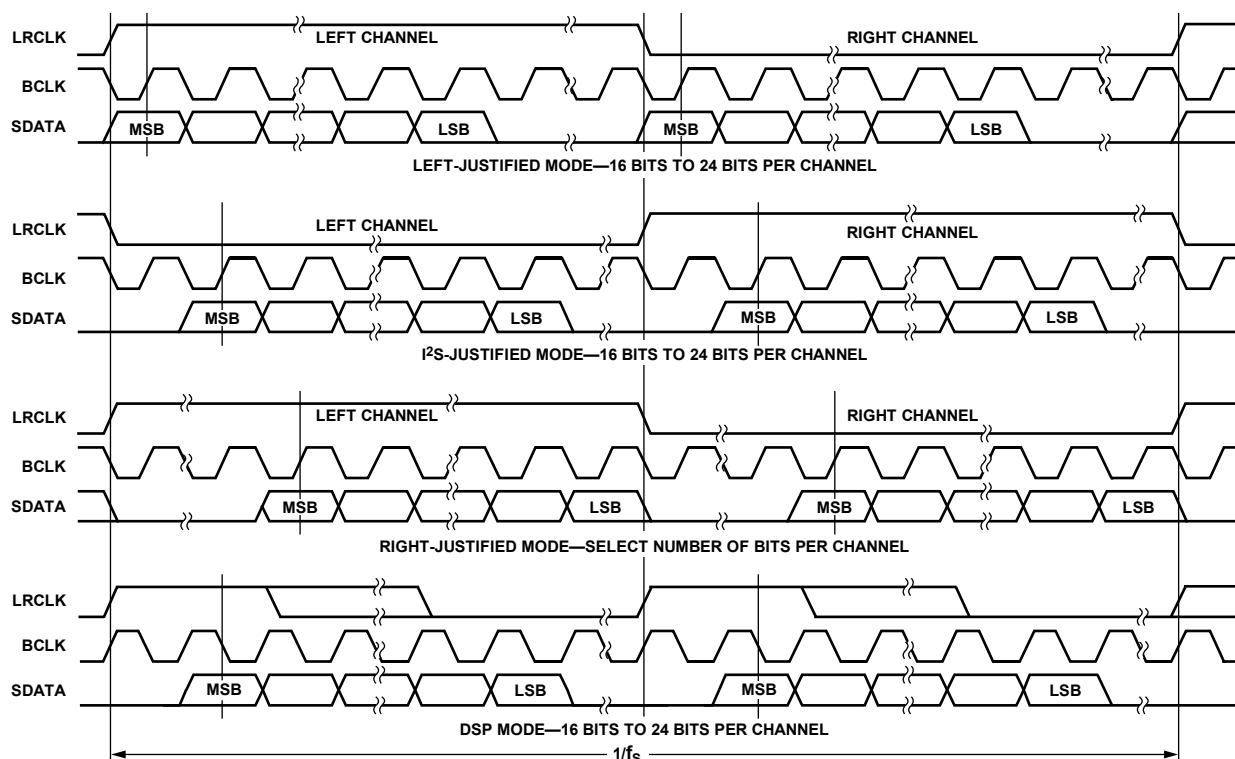 LRCLK LEFT CHANNEL RIGHT CHANNEL
BCLK
SDATA MSB LSB MSB LSB
LEFT-JUSTIFIED MODE—16 BITS TO 24 BITS PER CHANNEL
LRCLK LEFT CHANNEL RIGHT CHANNEL
BCLK
SDATA MSB LSB MSB LSB
I²S-JUSTIFIED MODE—16 BITS TO 24 BITS PER CHANNEL
LRCLK LEFT CHANNEL RIGHT CHANNEL
BCLK
SDATA MSB LSB MSB LSB
RIGHT-JUSTIFIED MODE—SELECT NUMBER OF BITS PER CHANNEL
LRCLK
BCLK
SDATA MSB LSB MSB LSB
DSP MODE—16 BITS TO 24 BITS PER CHANNEL
1/fS